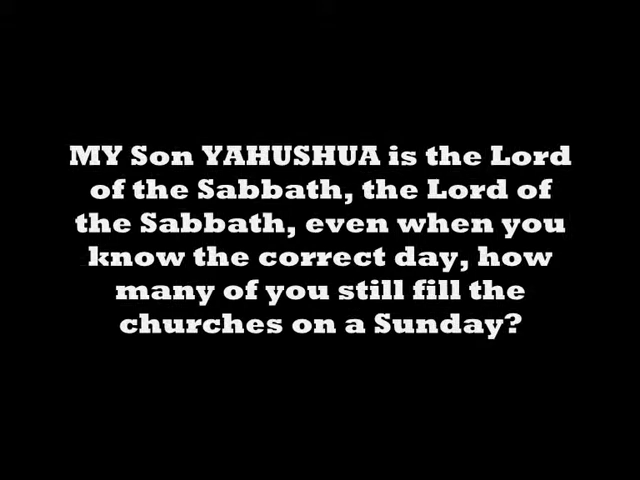 MY Son YAHUSHUA is the Lord
of the Sabbath, the Lord of
the Sabbath, even when you
know the correct day, how
many of you still fill the
churches on a Sunday?